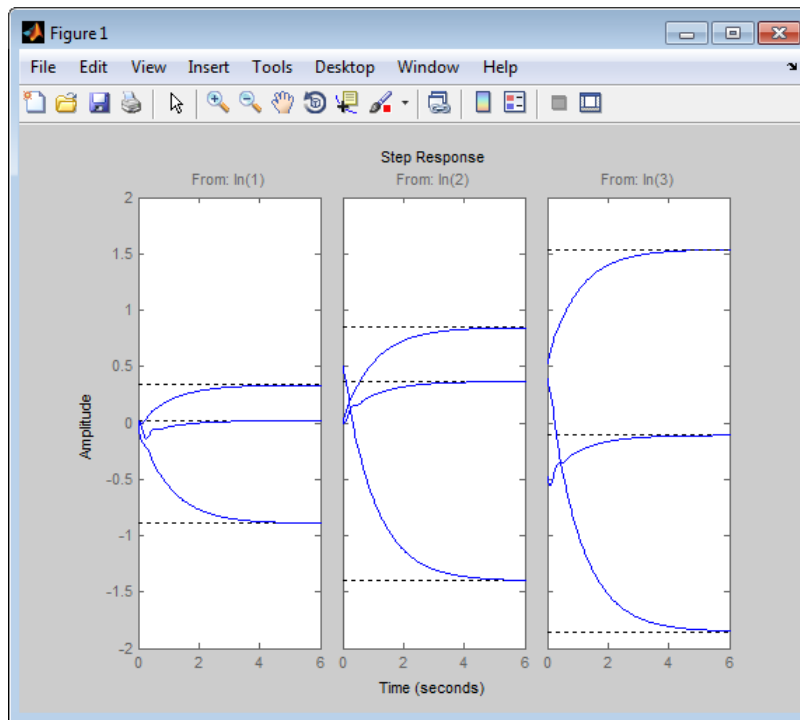 Figure 1
File Edit View Insert Tools Desktop Window Help
Step Response
From: In(1) From: In(2) From: In(3)
Amplitude
2
1.5
1
0.5
0
-0.5
-1
-1.5
-2
0 2 4 6 0 2 4 6 0 2 4 6
Time (seconds)